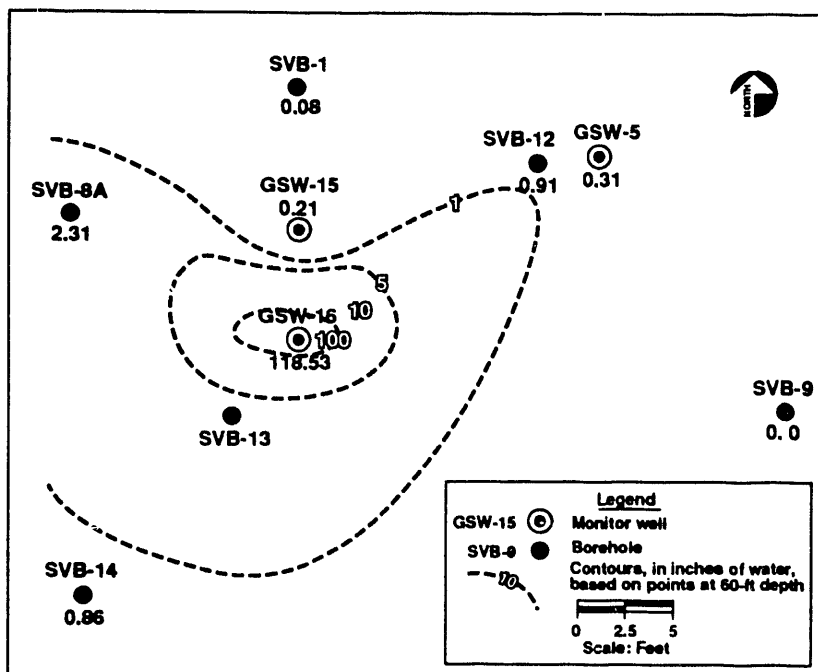 SVB-1
0.08
NORTH
SVB-12
0.91
GSW-5
0.31
SVB-8A
2.31
GSW-15
0.21
1
5
10
GSW-16
100
118.53
SVB-13
SVB-9
0.0
SVB-14
0.86
Legend
GSW-15 Monitor well
SVB-9 Borehole
10
Contours, in inches of water,
based on points at 60-ft depth
0 2.5 5
Scale: Feet